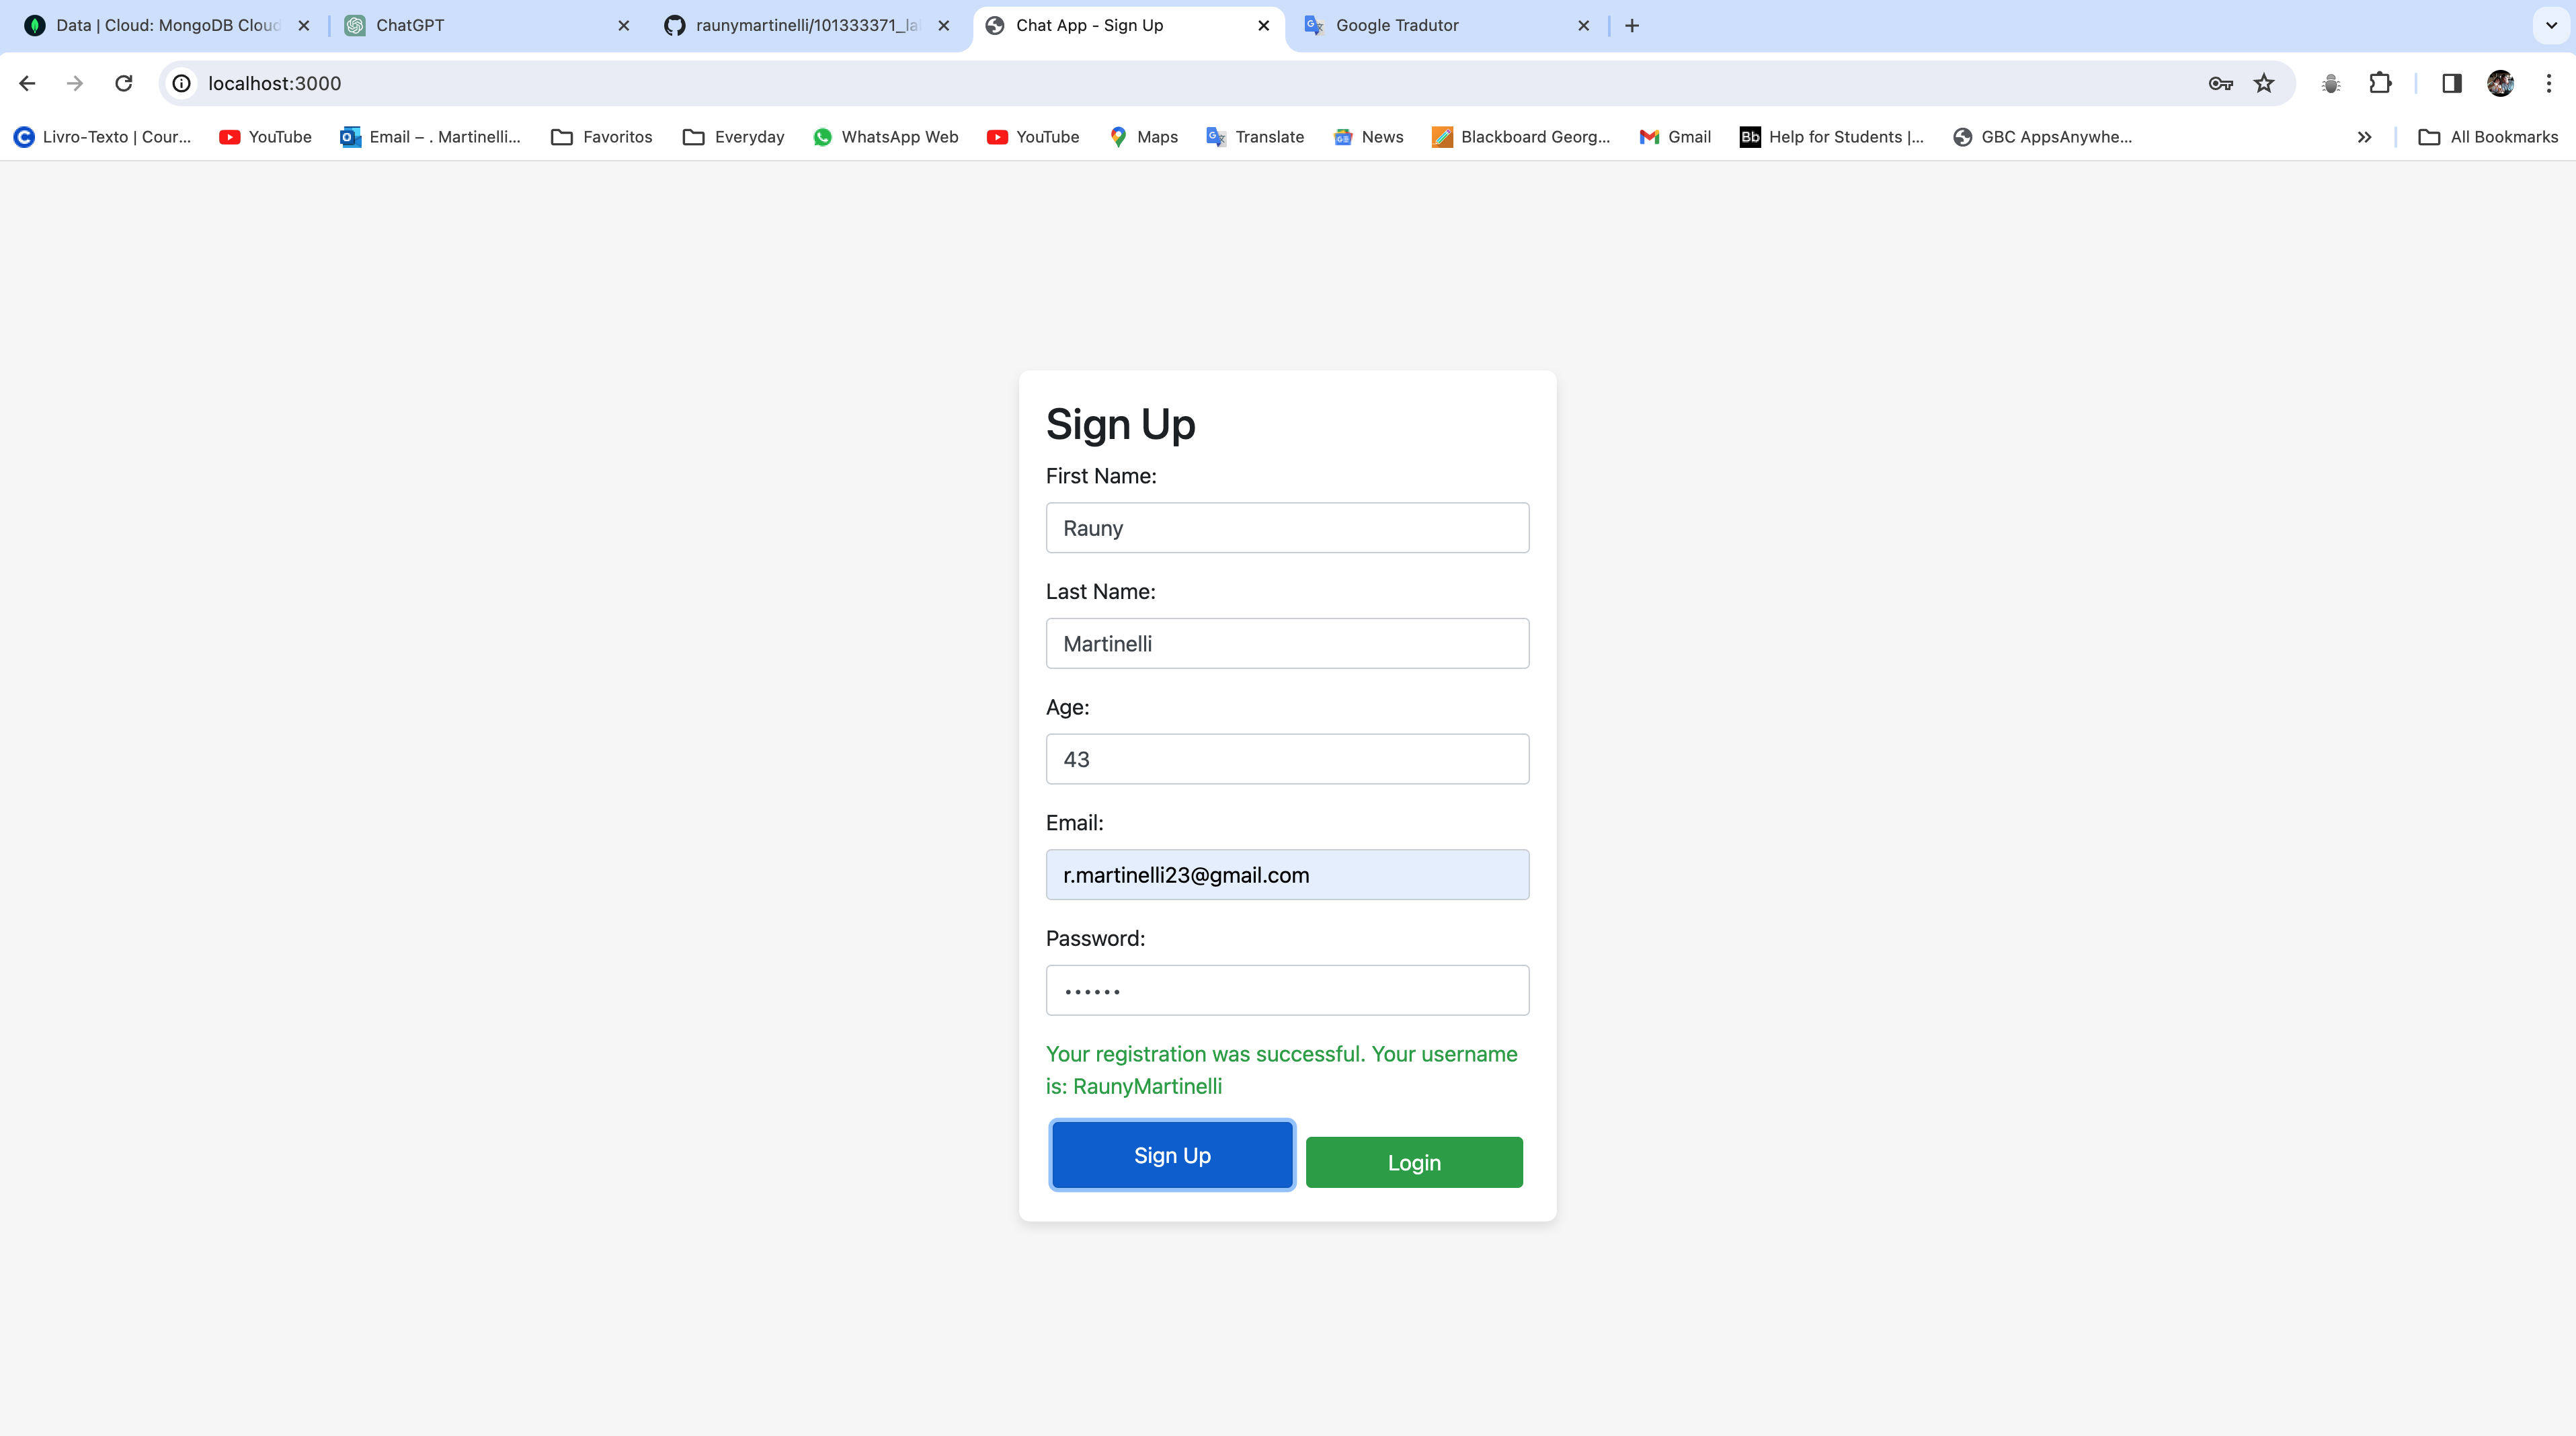 Data | Cloud: MongoDB Cloud
ChatGPT
raunymartinelli/101333371_la
Chat App - Sign Up
Google Tradutor
localhost:3000
Livro-Texto | Cour...
YouTube
Email – . Martinelli...
Favoritos
Everyday
WhatsApp Web
YouTube
Maps
Translate
News
Blackboard Georg...
Gmail
Bb
Help for Students |...
GBC AppsAnywhe...
All Bookmarks
Sign Up
First Name:
Rauny
Last Name:
Martinelli
Age:
43
Email:
r.martinelli23@gmail.com
Password:
••••••
Your registration was successful. Your username
is: RaunyMartinelli
Sign Up
Login